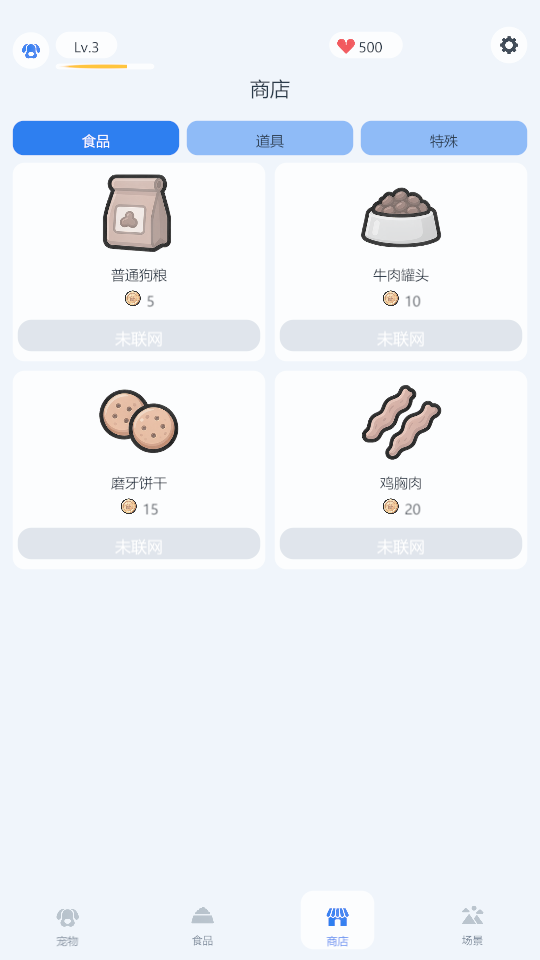 Lv.3
500
商店
食品 道具 特殊
普通狗粮
5
未联网
牛肉罐头
10
未联网
磨牙饼干
15
未联网
鸡胸肉
20
未联网
宠物 食品 商店 场景